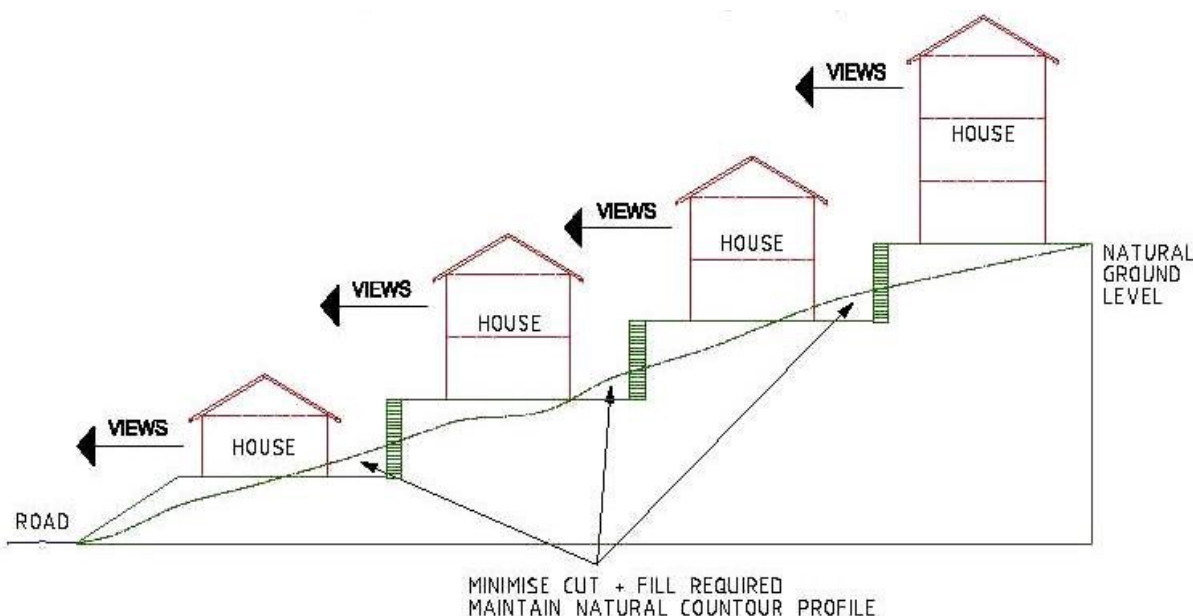 VIEWS
HOUSE
VIEWS
HOUSE
NATURAL
GROUND
LEVEL
VIEWS
HOUSE
VIEWS
HOUSE
ROAD
MINIMISE CUT + FILL REQUIRED
MAINTAIN NATURAL COUNTOUR PROFILE